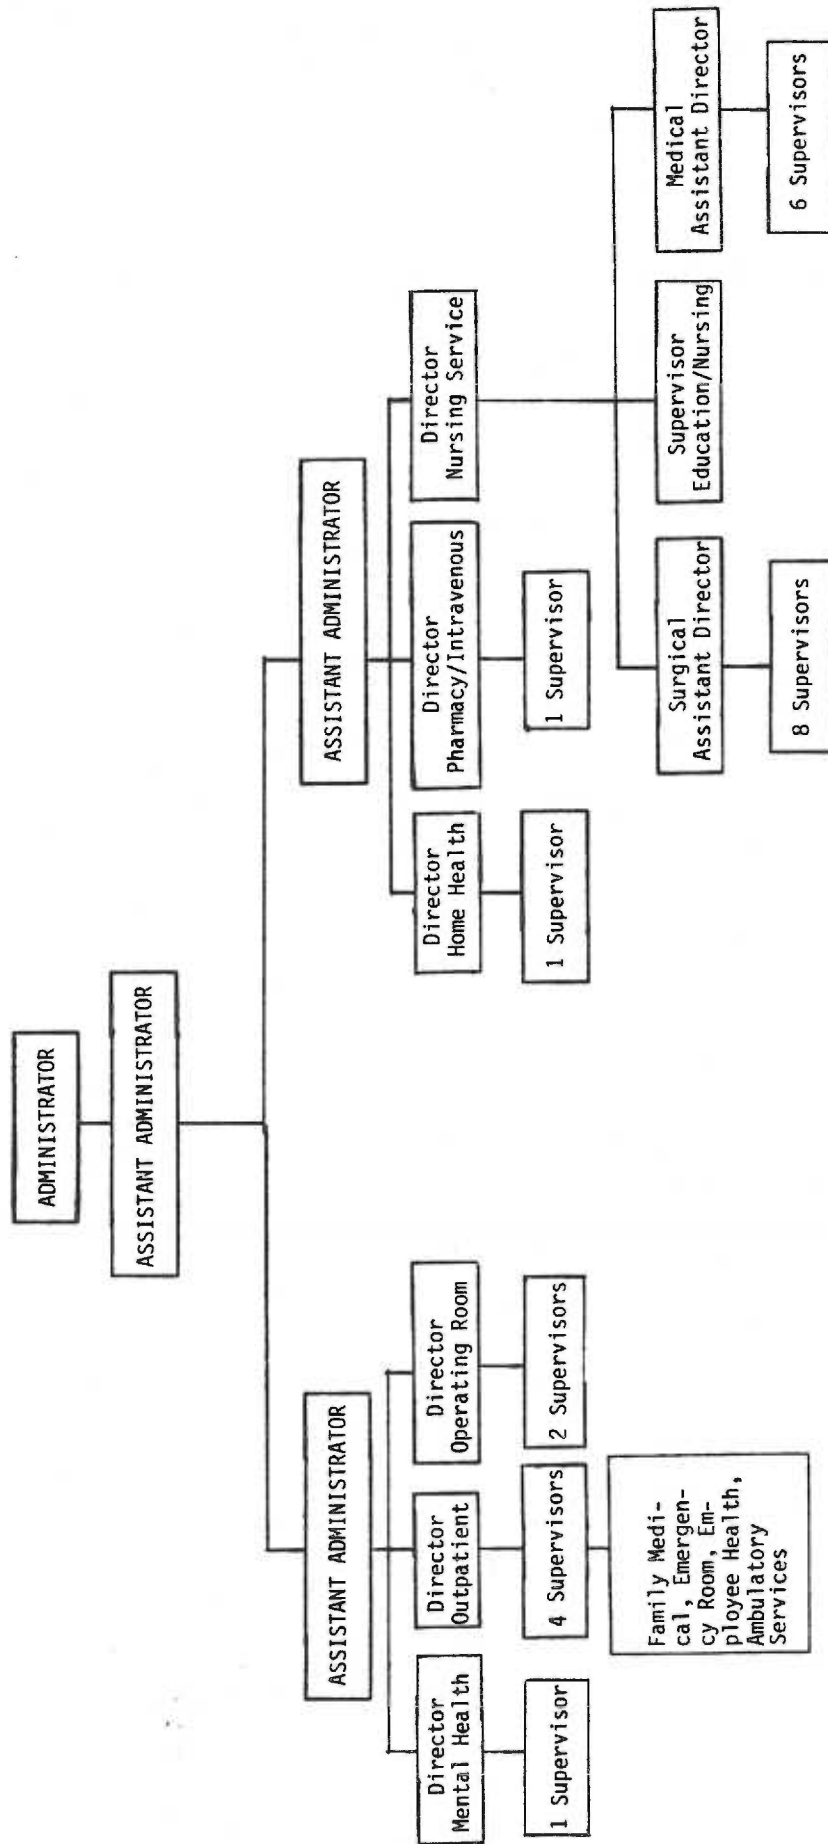 ADMINISTRATOR
ASSISTANT ADMINISTRATOR
ASSISTANT ADMINISTRATOR
ASSISTANT ADMINISTRATOR
Director
Mental Health
Director
Outpatient
Director
Operating Room
Director
Home Health
Director
Pharmacy/Intravenous
Director
Nursing Service
1 Supervisor
4 Supervisors
2 Supervisors
1 Supervisor
1 Supervisor
Family Medi-
cal, Emergen-
cy Room, Em-
ployee Health,
Ambulatory
Services
Surgical
Assistant Director
Supervisor
Education/Nursing
Medical
Assistant Director
8 Supervisors
6 Supervisors